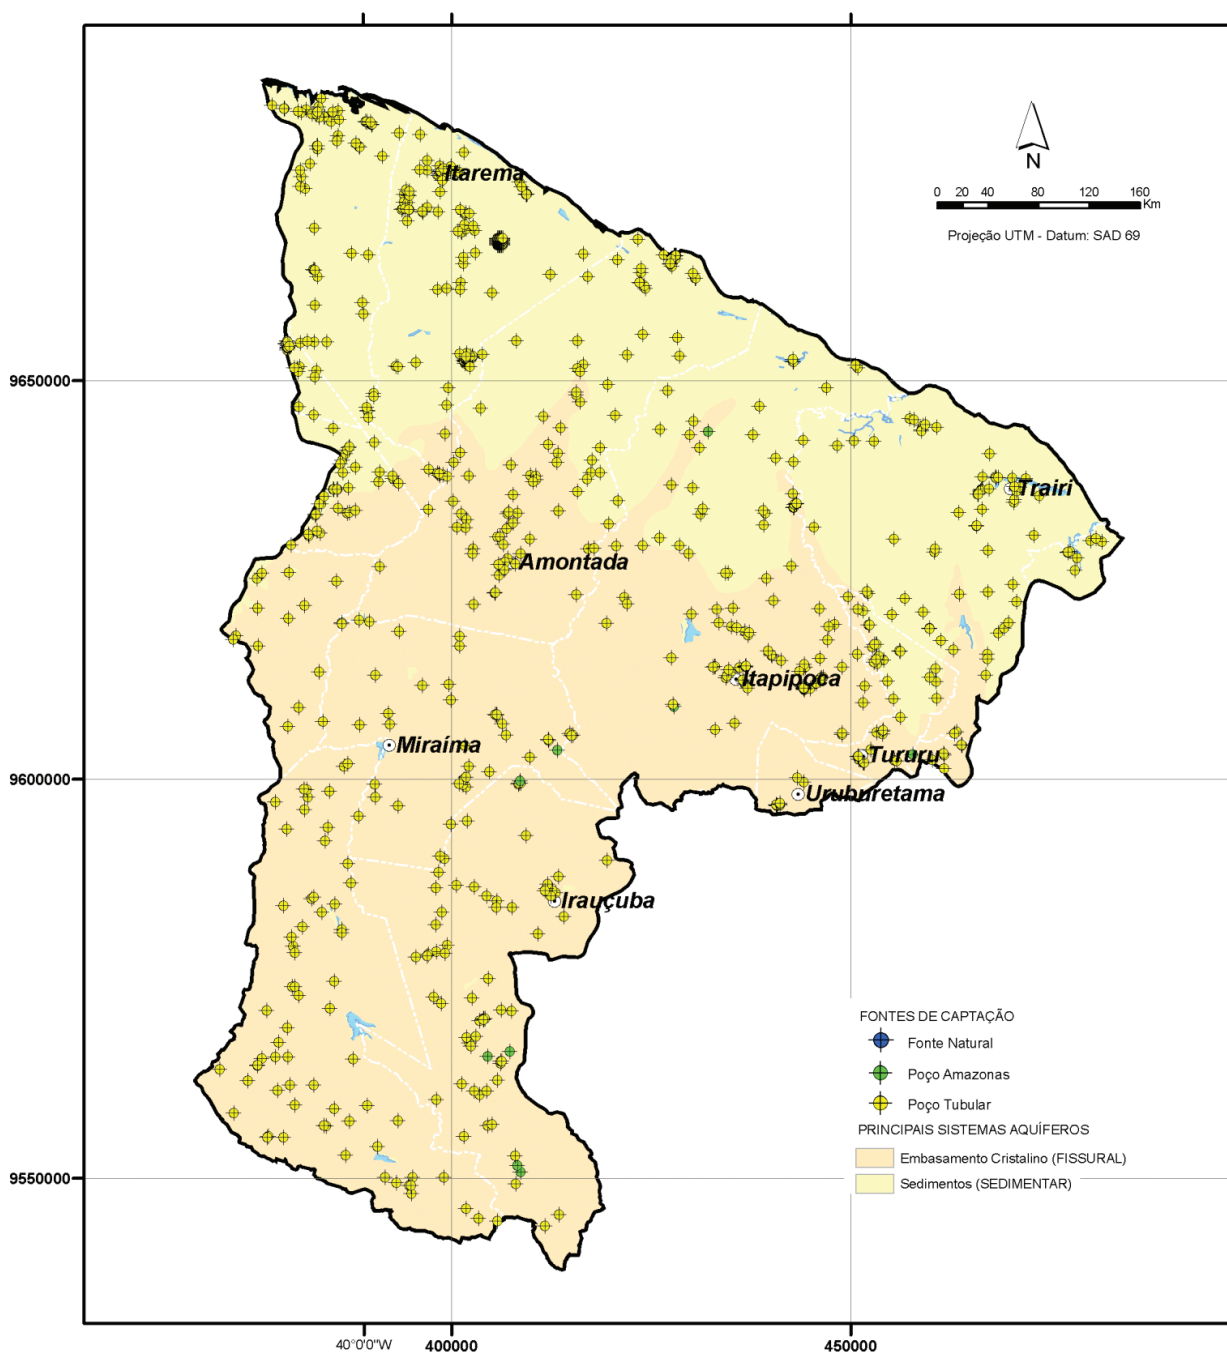 N
0 20 40 80 120 160
Km
Projeção UTM - Datum: SAD 69
Itarema
9650000
Trairi
Amontada
Itapipoca
Miraíma
Tururu
9600000
Uruburetama
Irauçuba
FONTES DE CAPTAÇÃO
Fonte Natural
Poço Amazonas
Poço Tubular
PRINCIPAIS SISTEMAS AQUÍFEROS
Embasamento Cristalino (FISSURAL)
9550000
Sedimentos (SEDIMENTAR)
40°0'0"W 400000 450000